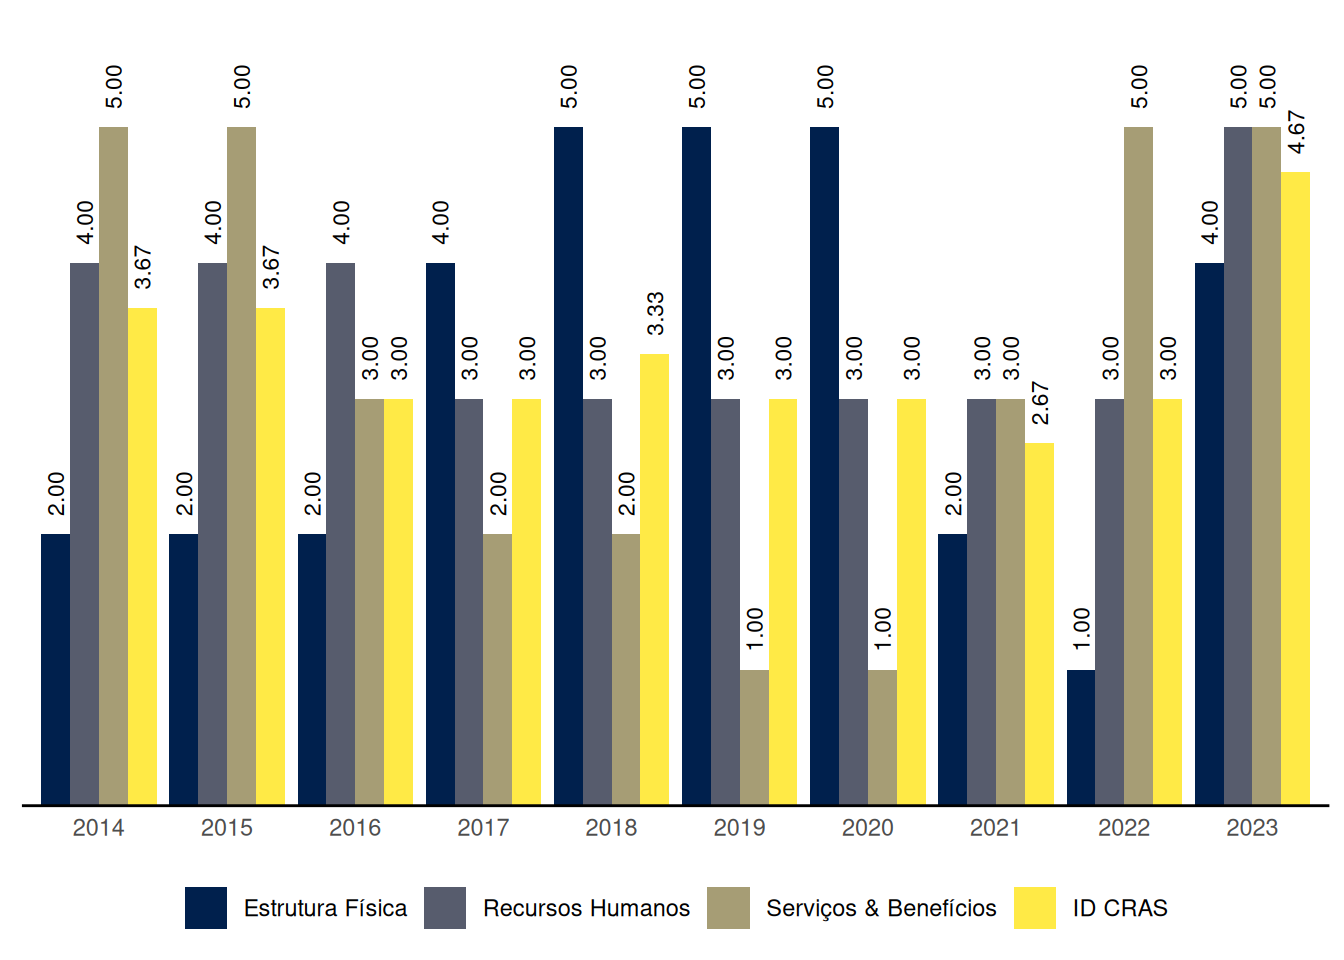 2.00 4.00 5.00 3.67
2.00 4.00 5.00 3.67
2.00 4.00 3.00 3.00
4.00 3.00 2.00 3.00
5.00 3.00 2.00 3.33
5.00 3.00 1.00 3.00
5.00 3.00 1.00 3.00
2.00 3.00 3.00 2.67
1.00 3.00 5.00 3.00
4.00 5.00 5.00 4.67
2014 2015 2016 2017 2018 2019 2020 2021 2022 2023
Estrutura Física Recursos Humanos Serviços & Benefícios ID CRAS